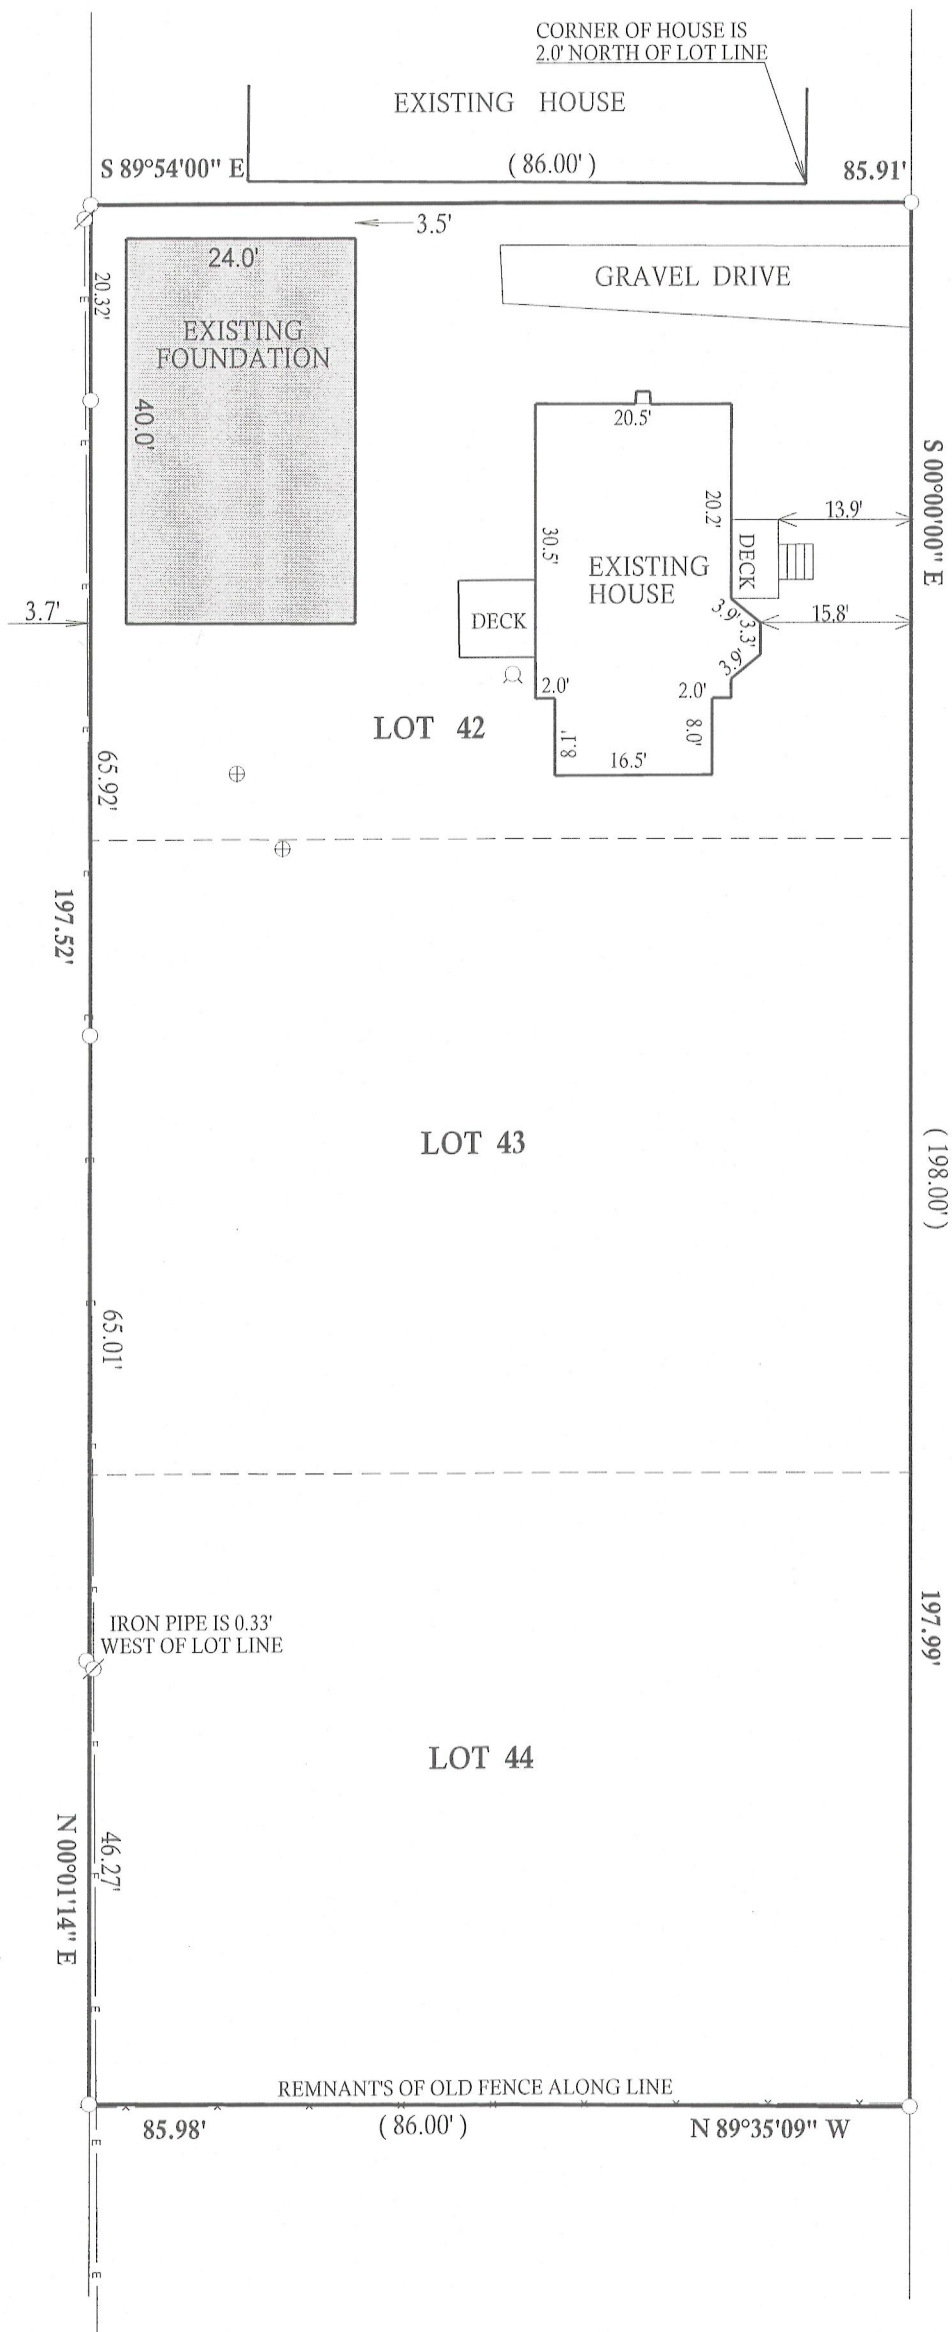 CORNER OF HOUSE IS
2.0' NORTH OF LOT LINE
EXISTING HOUSE
S 89°54'00" E
( 86.00' )
85.91'
3.5'
24.0'
GRAVEL DRIVE
20.32'
EXISTING
FOUNDATION
40.0'
20.5'
S 00°00'00" E
20.2'
13.9'
30.5'
DECK
EXISTING
HOUSE
3.7'
DECK
3.9'
3.3'
15.8'
3.9'
2.0'
2.0'
LOT 42
8.1'
8.0'
16.5'
65.92'
197.52'
LOT 43
( 198.00' )
65.01'
197.99'
IRON PIPE IS 0.33'
WEST OF LOT LINE
LOT 44
46.27'
N 00°01'14" E
REMNANT'S OF OLD FENCE ALONG LINE
85.98'
( 86.00' )
N 89°35'09" W